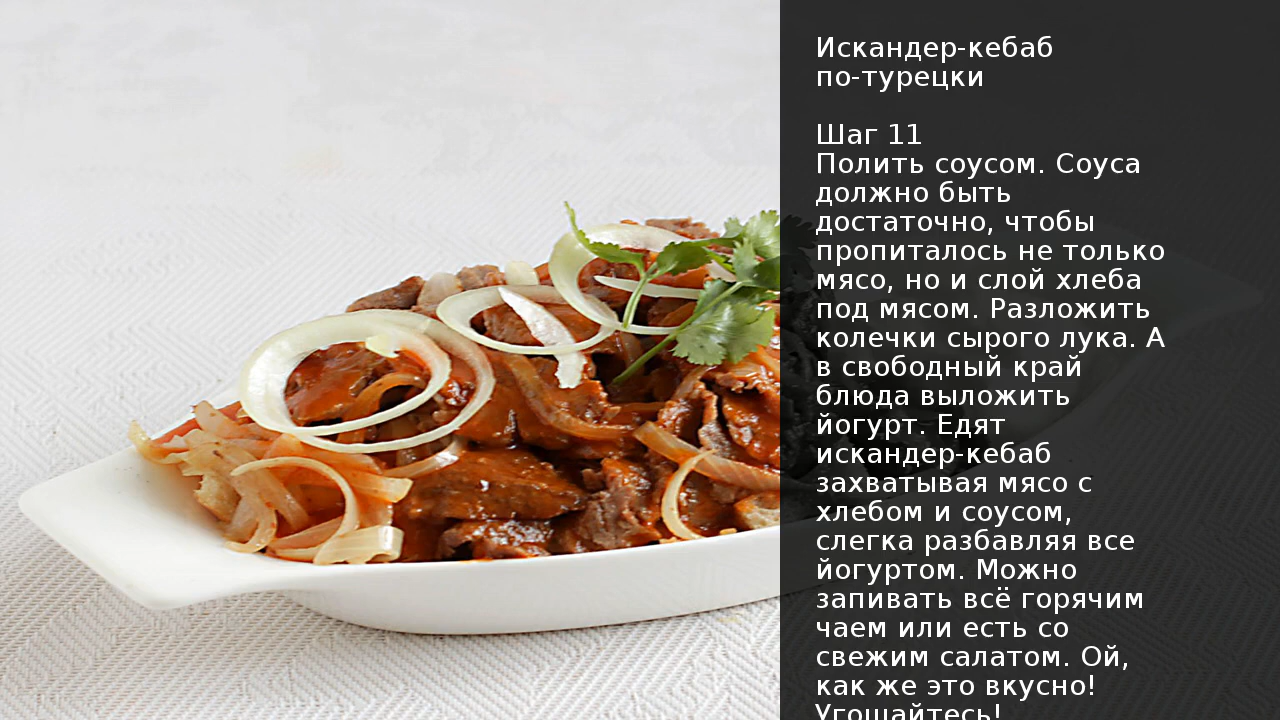 Искандер-кебаб
по-турецки
Шаг 11
Полить соусом. Соуса
должно быть
достаточно, чтобы
пропиталось не только
мясо, но и слой хлеба
под мясом. Разложить
колечки сырого лука. А
в свободный край
блюда выложить
йогурт. Едят
искандер-кебаб
захватывая мясо с
хлебом и соусом,
слегка разбавляя все
йогуртом. Можно
запивать всё горячим
чаем или есть со
свежим салатом. Ой,
как же это вкусно!
Угощайтесь!